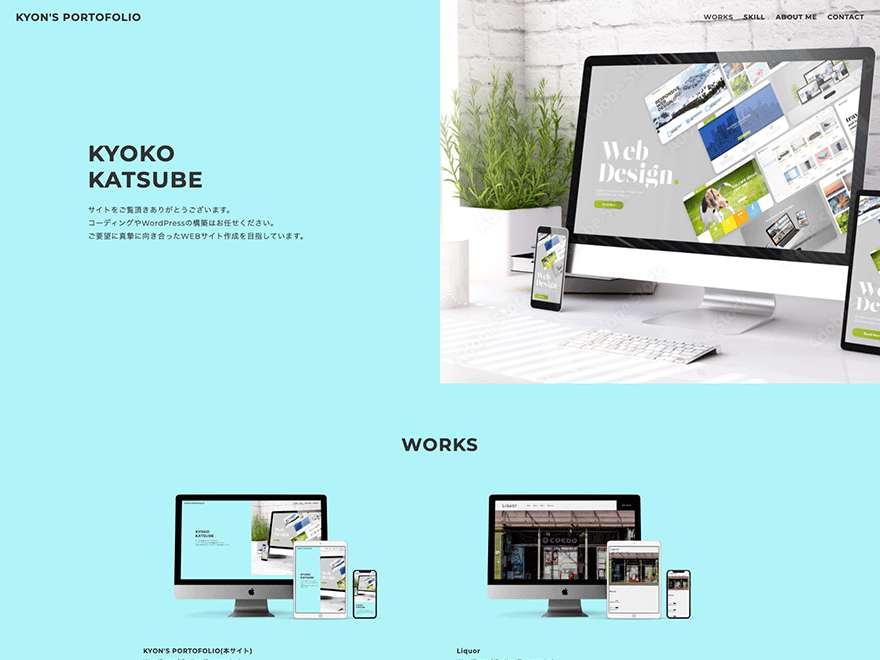 KYON'S PORTOFOLIO
WORKS SKILL ABOUT ME CONTACT
KYOKO
KATSUBE
サイトをご覧頂きありがとうございます。
コーディングやWordPressの構築はお任せください。
ご要望に真摯に向き合ったWEBサイト作成を目指しています。
RESPONSIVE
WEB
DESIGN
Web
Design.
Web
Design
WORKS
KYOKO
KATSUBE
Liquor
COEDO
KYON'S PORTOFOLIO(本サイト)
Liquor